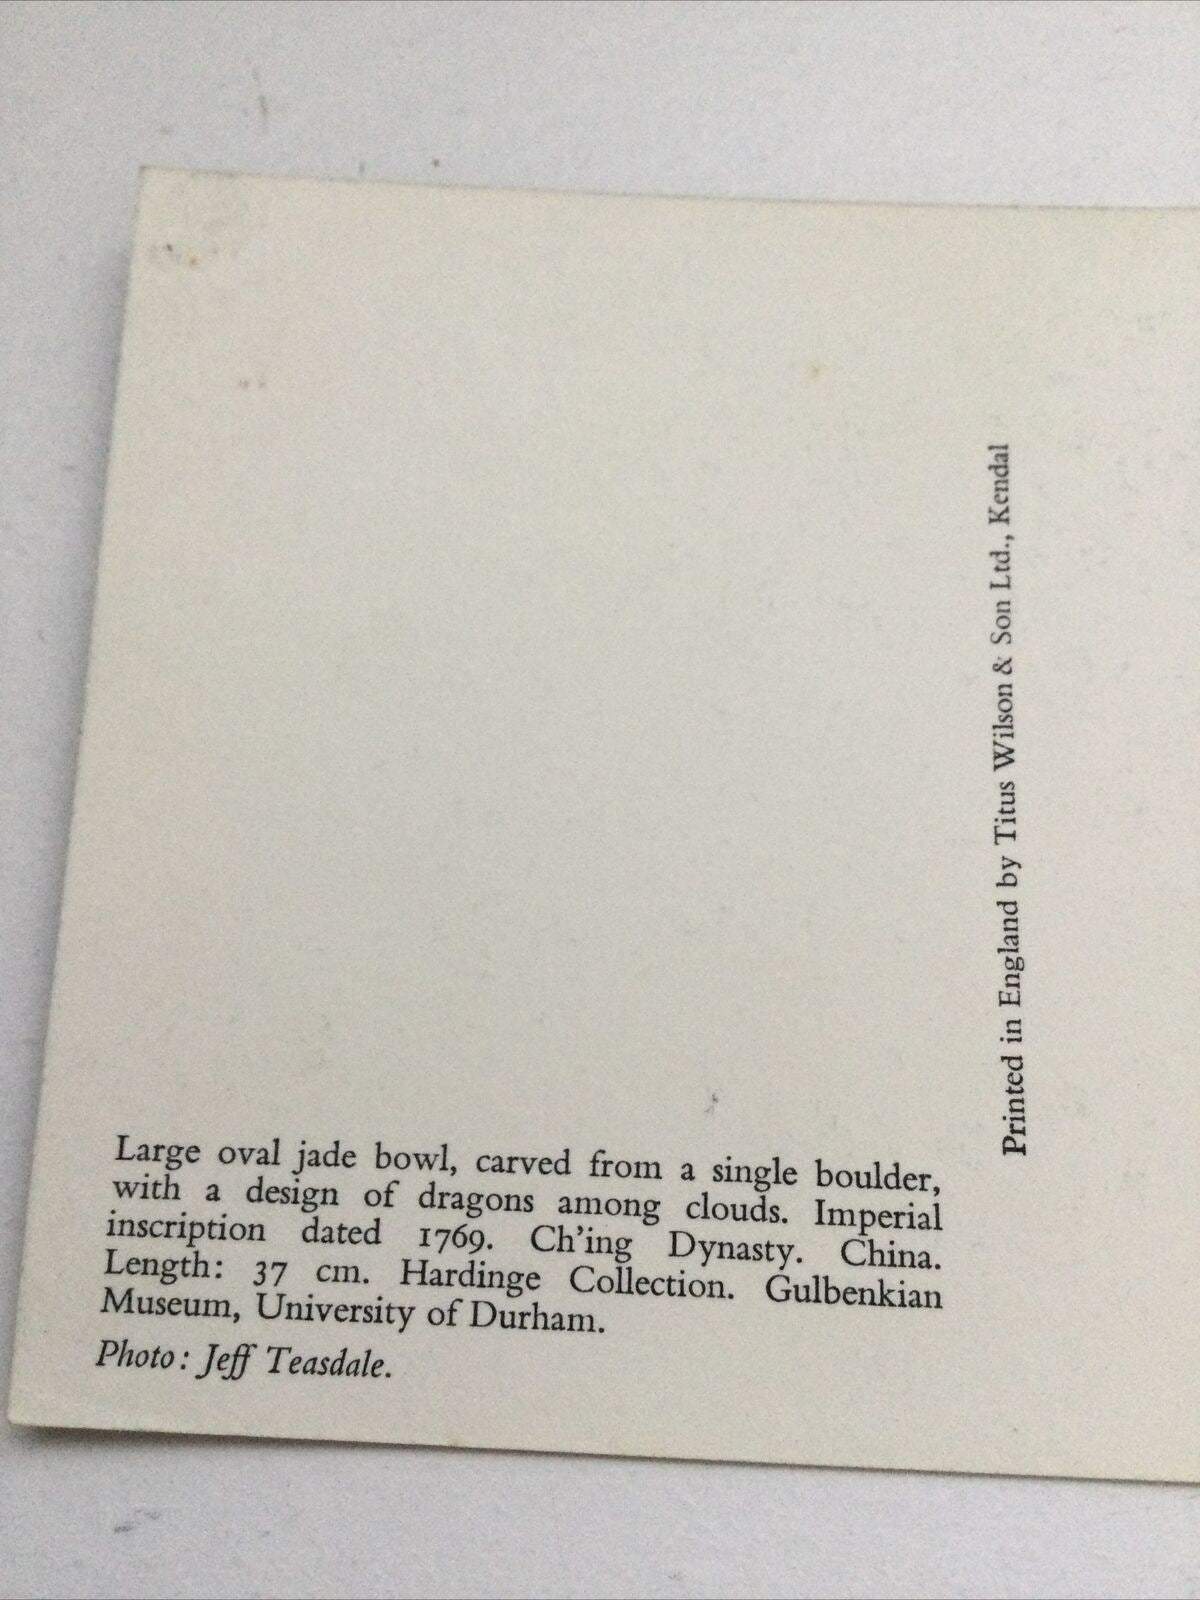 Large oval jade bowl, carved from a single boulder,
with a design of dragons among clouds. Imperial
inscription dated 1769. Ch'ing Dynasty. China.
Length: 37 cm. Hardinge Collection. Gulbenkian
Museum, University of Durham.
Photo: Jeff Teasdale.
Printed in England by Titus Wilson & Son Ltd., Kendal